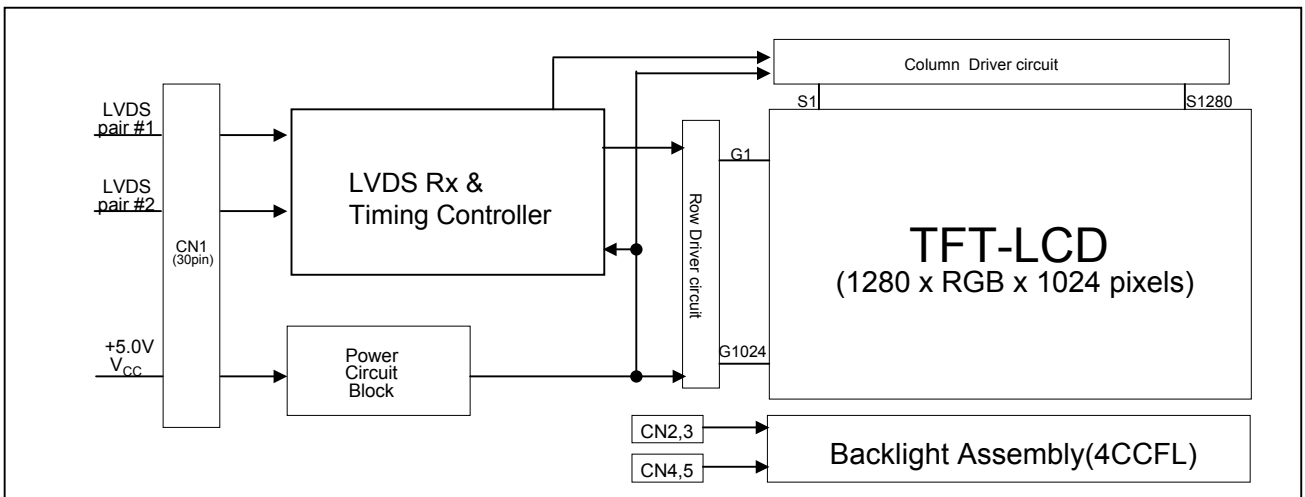 Column Driver circuit
S1
S1280
LVDS
pair #1
LVDS
pair #2
CN1
(30pin)
LVDS Rx &
Timing Controller
Row Driver circuit
G1
G1024
TFT-LCD
(1280 x RGB x 1024 pixels)
+5.0V
VCC
Power
Circuit
Block
CN2,3
CN4,5
Backlight Assembly(4CCFL)